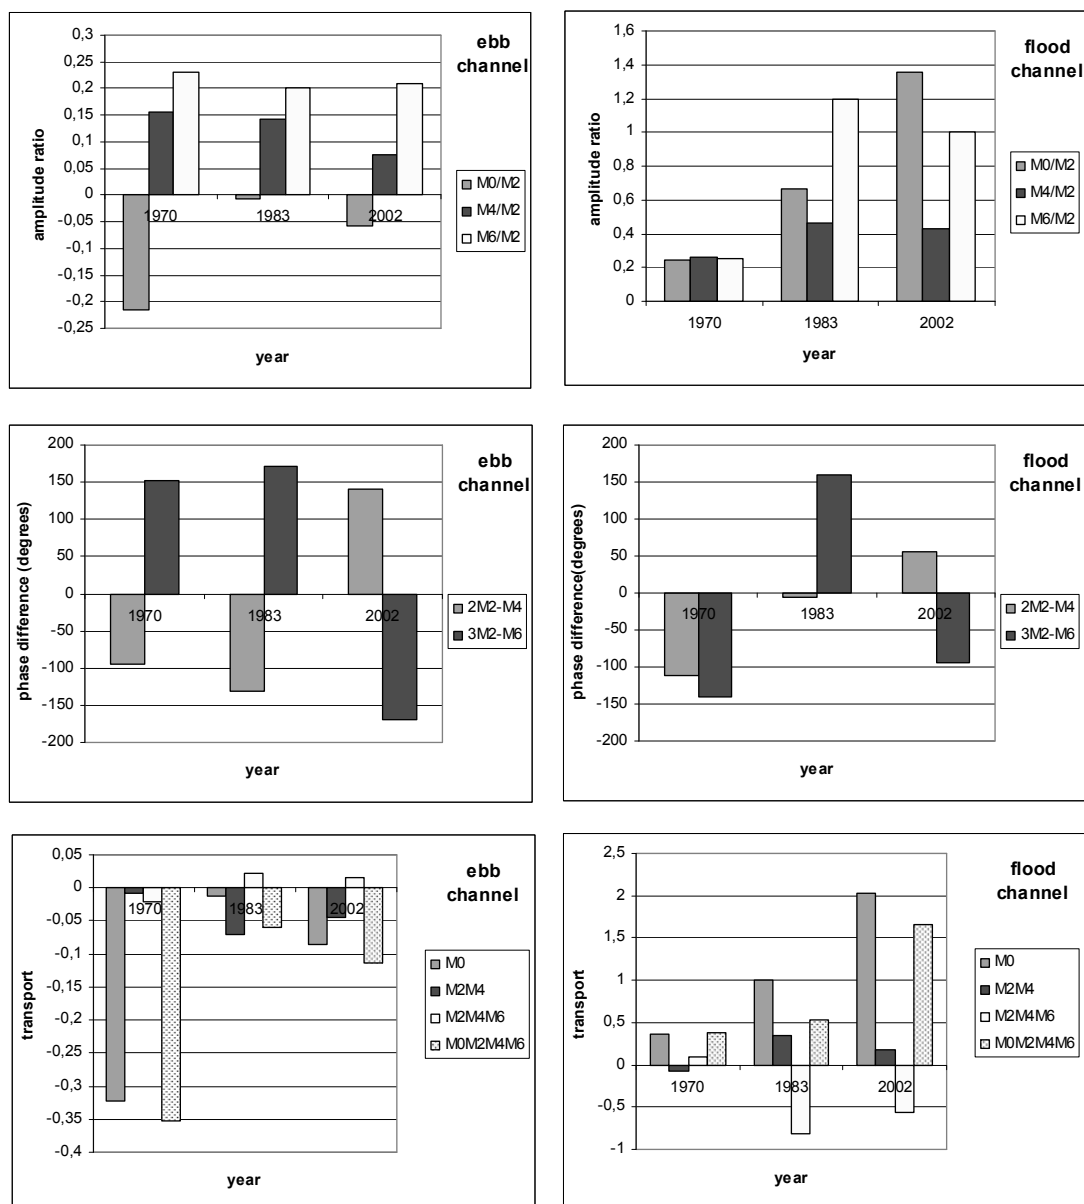 ebb
channel
amplitude ratio
0,3
0,25
0,2
0,15
0,1
0,05
0
-0,05
-0,1
-0,15
-0,2
-0,25
1970
1983
2002
year
M0/M2
M4/M2
M6/M2
flood
channel
amplitude ratio
1,6
1,4
1,2
1
0,8
0,6
0,4
0,2
0
1970
1983
2002
year
M0/M2
M4/M2
M6/M2
ebb
channel
phase difference (degrees)
200
150
100
50
0
-50
-100
-150
-200
1970
1983
2002
year
2M2-M4
3M2-M6
flood
channel
phase difference(degrees)
200
150
100
50
0
-50
-100
-150
-200
1970
1983
2002
year
2M2-M4
3M2-M6
ebb
channel
transport
0,05
0
-0,05
-0,1
-0,15
-0,2
-0,25
-0,3
-0,35
-0,4
1970
1983
2002
year
M0
M2M4
M2M4M6
M0M2M4M6
flood
channel
transport
2,5
2
1,5
1
0,5
0
-0,5
-1
1970
1983
2002
year
M0
M2M4
M2M4M6
M0M2M4M6